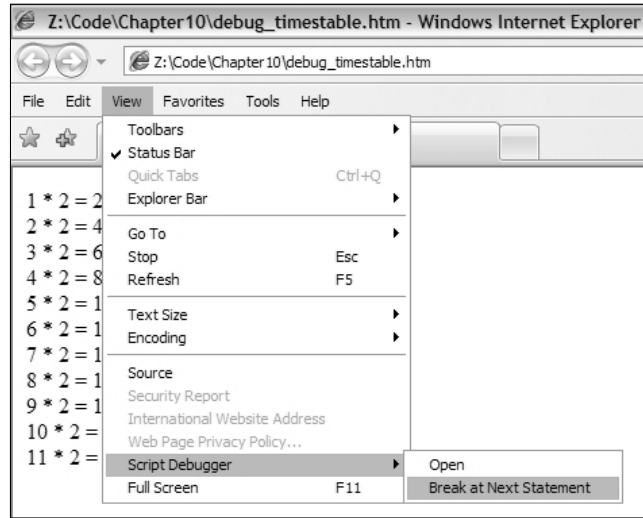 Z:\Code\Chapter10\debug_timestable.htm - Windows Internet Explorer
Z:\Code\Chapter10\debug_timestable.htm
File Edit View Favorites Tools Help
Toolbars
Status Bar
Quick Tabs Ctrl+Q
Explorer Bar
Go To
Stop Esc
Refresh F5
Text Size
Encoding
Source
Security Report
International Website Address
Web Page Privacy Policy...
Script Debugger
Full Screen F11
Open
Break at Next Statement
1 * 2 = 2
2 * 2 = 4
3 * 2 = 6
4 * 2 = 8
5 * 2 = 1
6 * 2 = 1
7 * 2 = 1
8 * 2 = 1
9 * 2 = 1
10 * 2 =
11 * 2 =